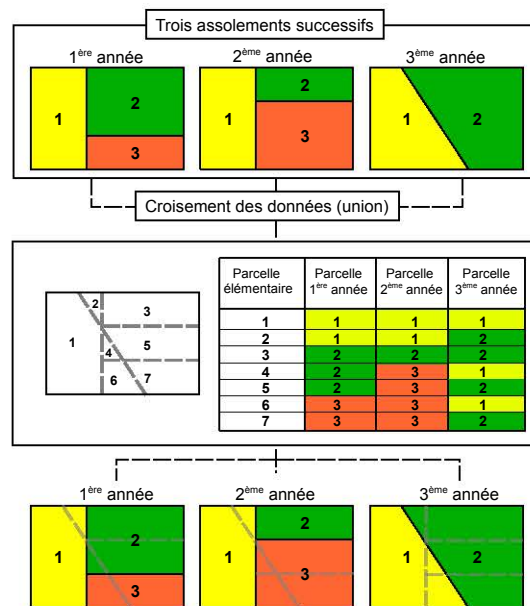 Trois assolements successifs
1ère année
2ème année
3ème année
1
2
3
1
2
3
1
2
Croisement des données (union)
1
2
3
4
5
6
7
Parcelle élémentaire
Parcelle 1ère année
Parcelle 2ème année
Parcelle 3ème année
1 1 1 1
2 1 1 2
3 2 2 2
4 2 3 1
5 2 3 2
6 3 3 1
7 3 3 2
1ère année
2ème année
3ème année
1
2
3
1
2
3
1
2